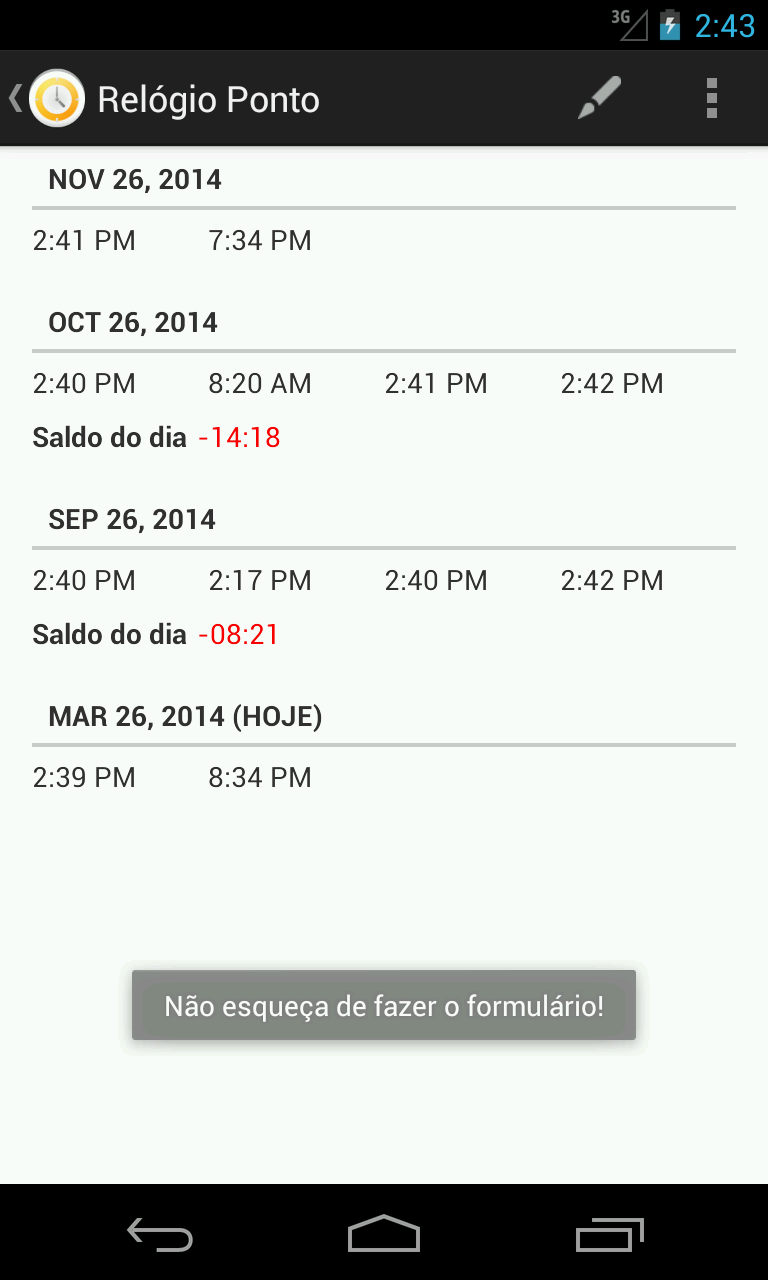 3G 2:43
Relógio Ponto
NOV 26, 2014
2:41 PM 7:34 PM
OCT 26, 2014
2:40 PM 8:20 AM 2:41 PM 2:42 PM
Saldo do dia -14:18
SEP 26, 2014
2:40 PM 2:17 PM 2:40 PM 2:42 PM
Saldo do dia -08:21
MAR 26, 2014 (HOJE)
2:39 PM 8:34 PM
Não esqueça de fazer o formulário!